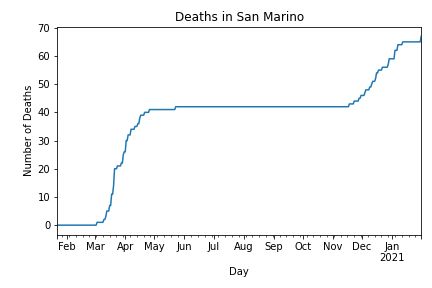 Deaths in San Marino
Number of Deaths
70
60
50
40
30
20
10
0
Feb Mar Apr May Jun Jul Aug Sep Oct Nov Dec Jan
2021
Day